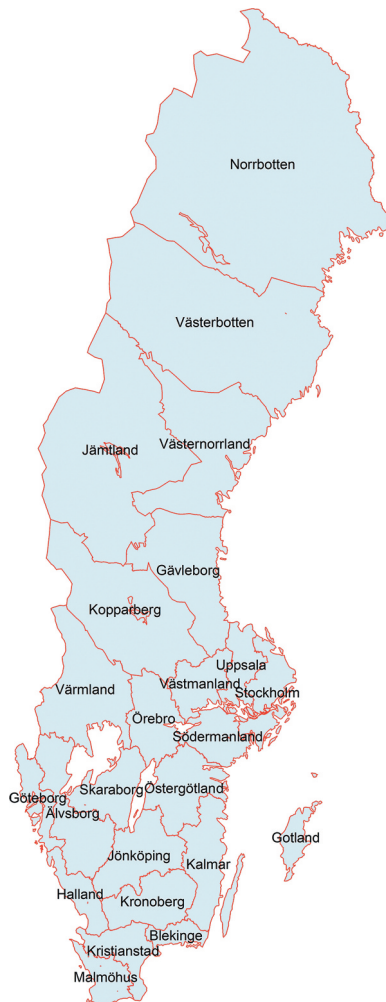 Norrbotten
Västerbotten
Västernorrland
Jämtland
Gävleborg
Kopparberg
Uppsala
Västmanland
Värmland
Stockholm
Örebro
Södermanland
Skaraborg
Östergötland
Göteborg
Älvsborg
Gotland
Jönköping
Kalmar
Halland
Kronoberg
Blekinge
Kristianstad
Malmöhus